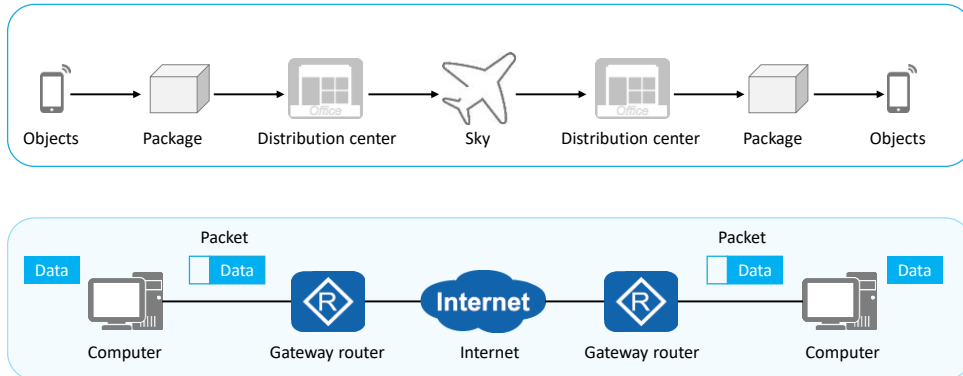 Office
Office
Objects
Package
Distribution center
Sky
Distribution center
Package
Objects
Packet
Packet
Data
Data
Data
Data
R
Internet
R
Computer
Gateway router
Internet
Gateway router
Computer